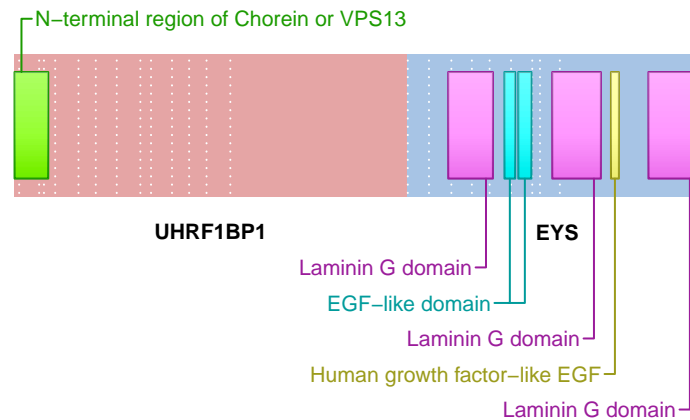 N−terminal region of Chorein or VPS13
UHRF1BP1
EYS
Laminin G domain
EGF−like domain
Laminin G domain
Human growth factor−like EGF
Laminin G domain